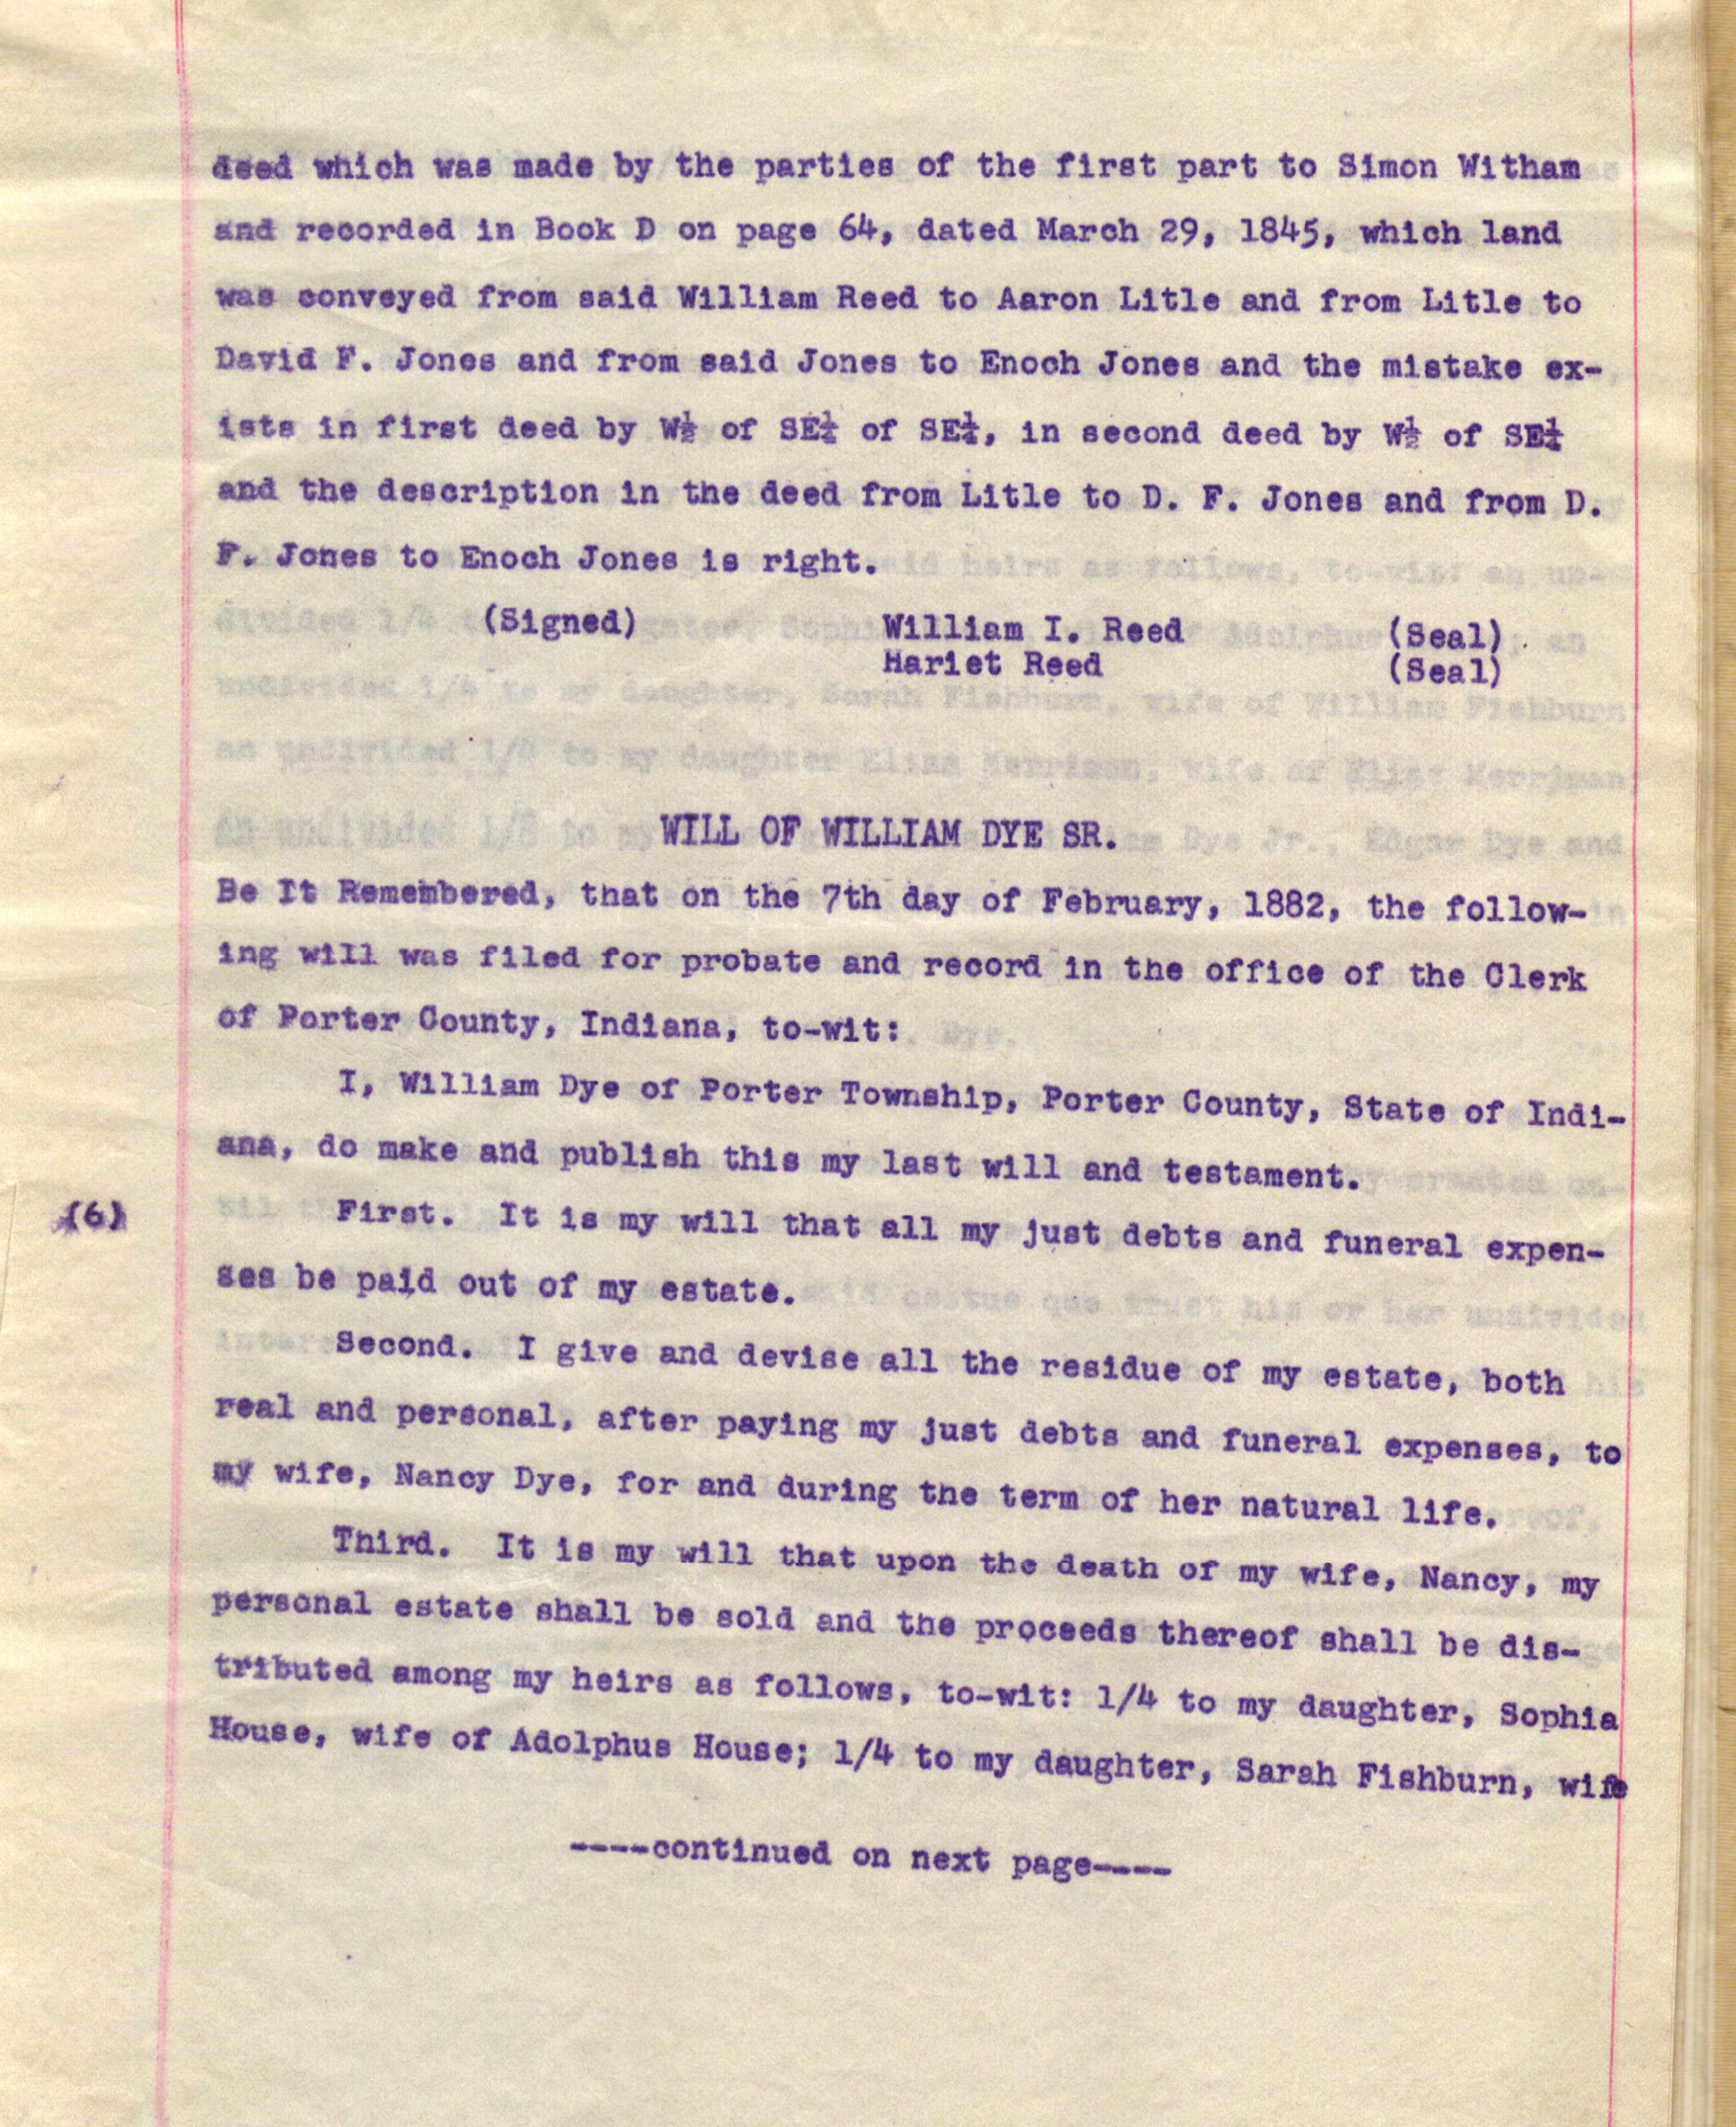 deed which was made by the parties of the first part to Simon Witham
and recorded in Book D on page 64, dated March 29, 1845, which land
was conveyed from said William Reed to Aaron Litle and from Litle to
David F. Jones and from said Jones to Enoch Jones and the mistake ex-
ists in first deed by W½ of SE¼ of SE¼, in second deed by W½ of SE¼
and the description in the deed from Litle to D. F. Jones and from D.
F. Jones to Enoch Jones is right.
(Signed) William I. Reed (Seal)
Hariet Reed (Seal)
WILL OF WILLIAM DYE SR.
Be It Remembered, that on the 7th day of February, 1882, the follow-
ing will was filed for probate and record in the office of the Clerk
of Porter County, Indiana, to-wit:
I, William Dye of Porter Township, Porter County, State of Indi-
ana, do make and publish this my last will and testament.
(6) First. It is my will that all my just debts and funeral expen-
ses be paid out of my estate.
Second. I give and devise all the residue of my estate, both
real and personal, after paying my just debts and funeral expenses, to
my wife, Nancy Dye, for and during the term of her natural life.
Third. It is my will that upon the death of my wife, Nancy, my
personal estate shall be sold and the proceeds thereof shall be dis-
tributed among my heirs as follows, to-wit: 1/4 to my daughter, Sophia
House, wife of Adolphus House; 1/4 to my daughter, Sarah Fishburn, wife
----continued on next page----